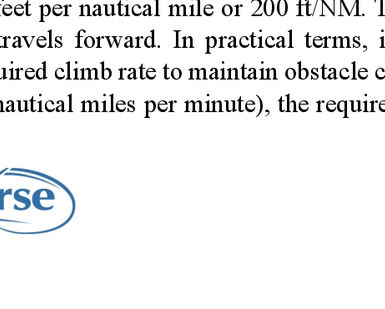 feet per nautical mile or 200 ft/NM. T
travels forward. In practical terms, i
uired climb rate to maintain obstacle c
nautical miles per minute), the require
rse